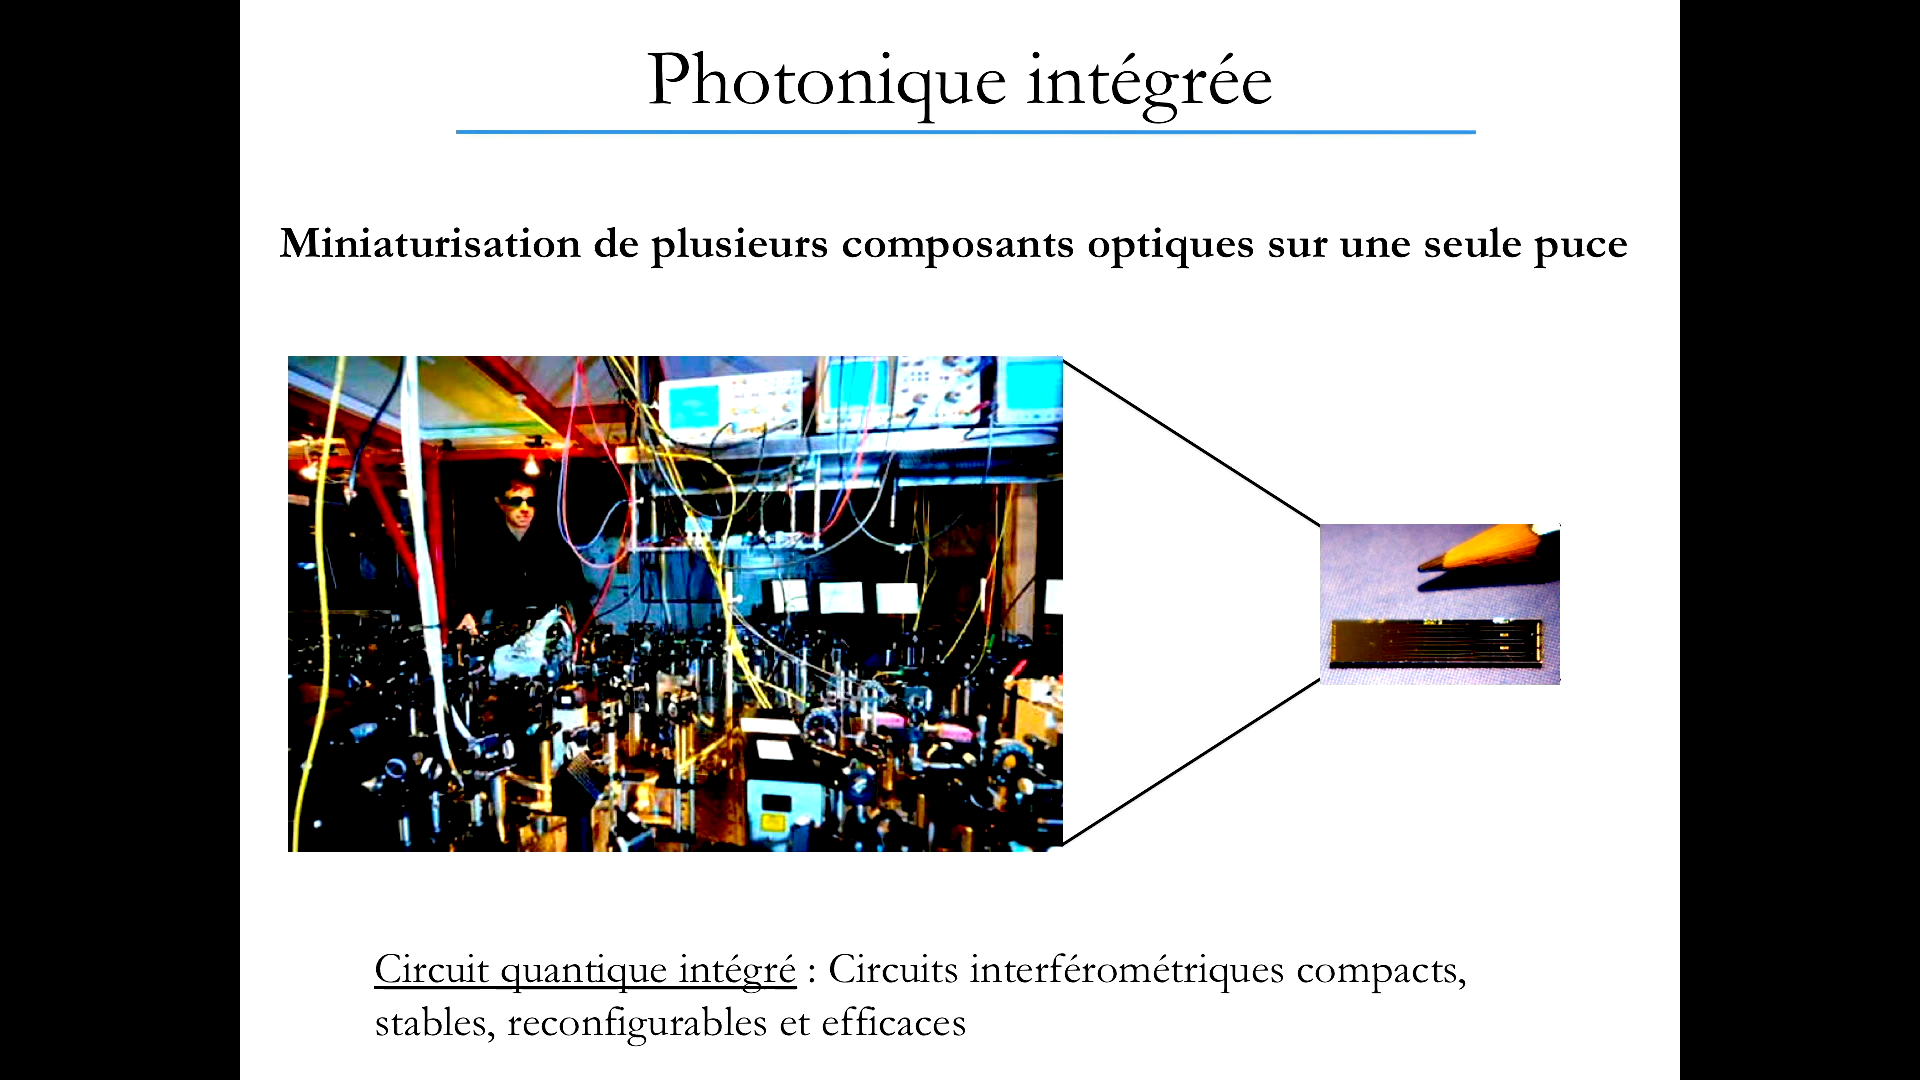 Photonique intégrée
Miniaturisation de plusieurs composants optiques sur une seule puce
Circuit quantique intégré : Circuits interférométriques compacts,
stables, reconfigurables et efficaces